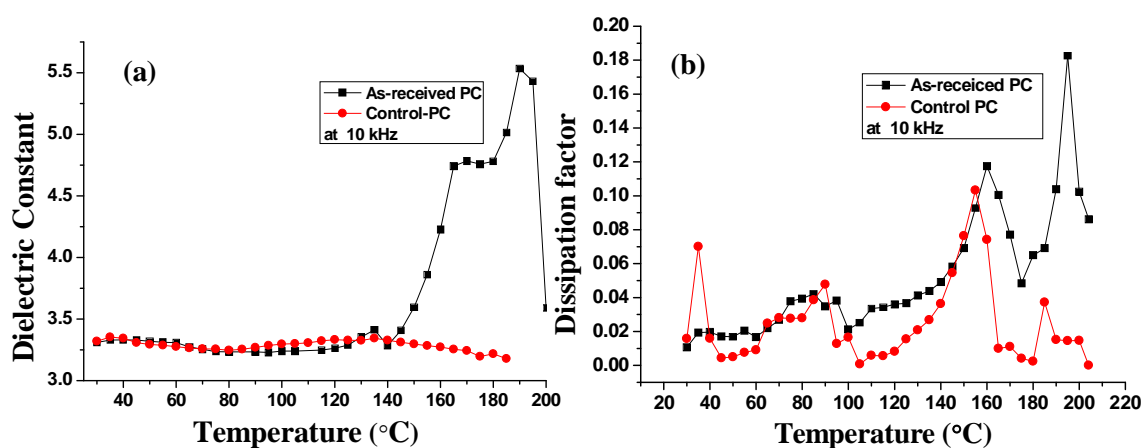 (a)
As-received PC
Control-PC
at 10 kHz
Dielectric Constant
5.5
5.0
4.5
4.0
3.5
3.0
40 60 80 100 120 140 160 180 200
Temperature (°C)
(b)
As-receiced PC
Control PC
at 10 kHz
Dissipation factor
0.20
0.18
0.16
0.14
0.12
0.10
0.08
0.06
0.04
0.02
0.00
20 40 60 80 100 120 140 160 180 200 220
Temperature (°C)